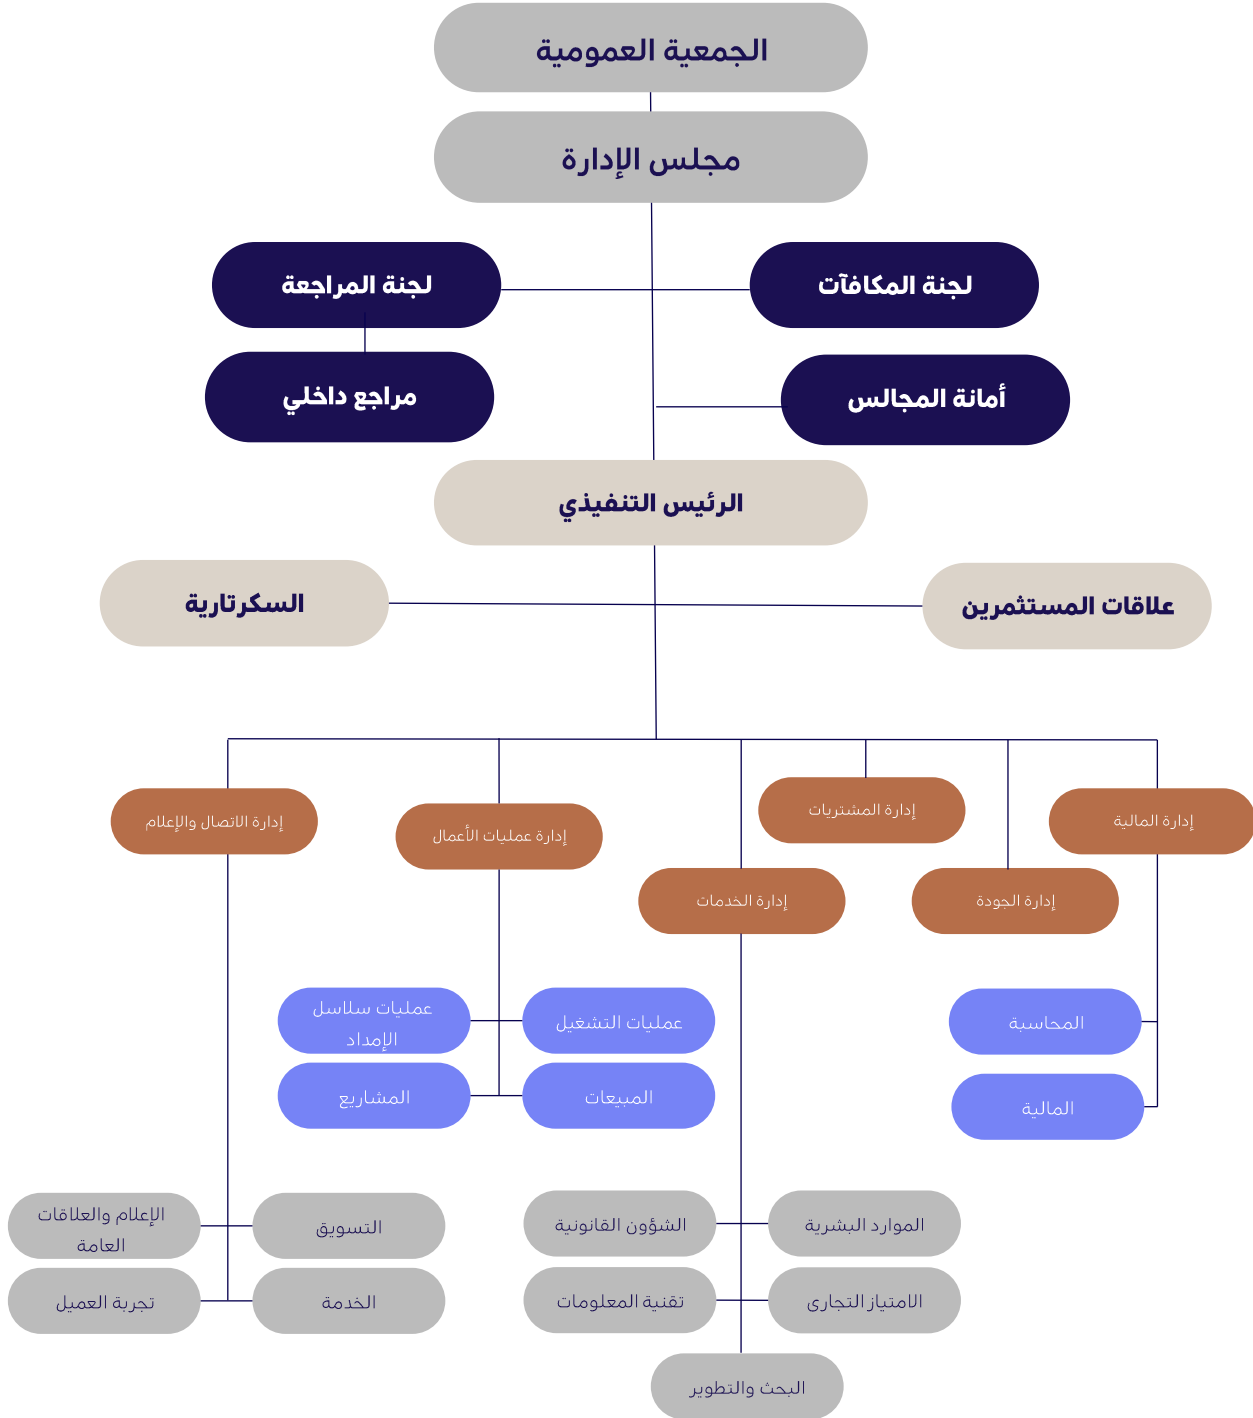 الجمعية العمومية
مجلس الإدارة
لجنة المكافآت
لجنة المراجعة
أمانة المجالس
مراجع داخلي
الرئيس التنفيذي
علاقات المستثمرين
السكرتارية
إدارة المالية
إدارة المشتريات
إدارة عمليات الأعمال
إدارة الاتصال والإعلام
إدارة الجودة
إدارة الخدمات
المحاسبة
عمليات التشغيل
عمليات سلاسل
الإمداد
المالية
المبيعات
المشاريع
الموارد البشرية
الشؤون القانونية
التسويق
الإعلام والعلاقات
العامة
الامتياز التجارى
تقنية المعلومات
الخدمة
تجربة العميل
البحث والتطوير